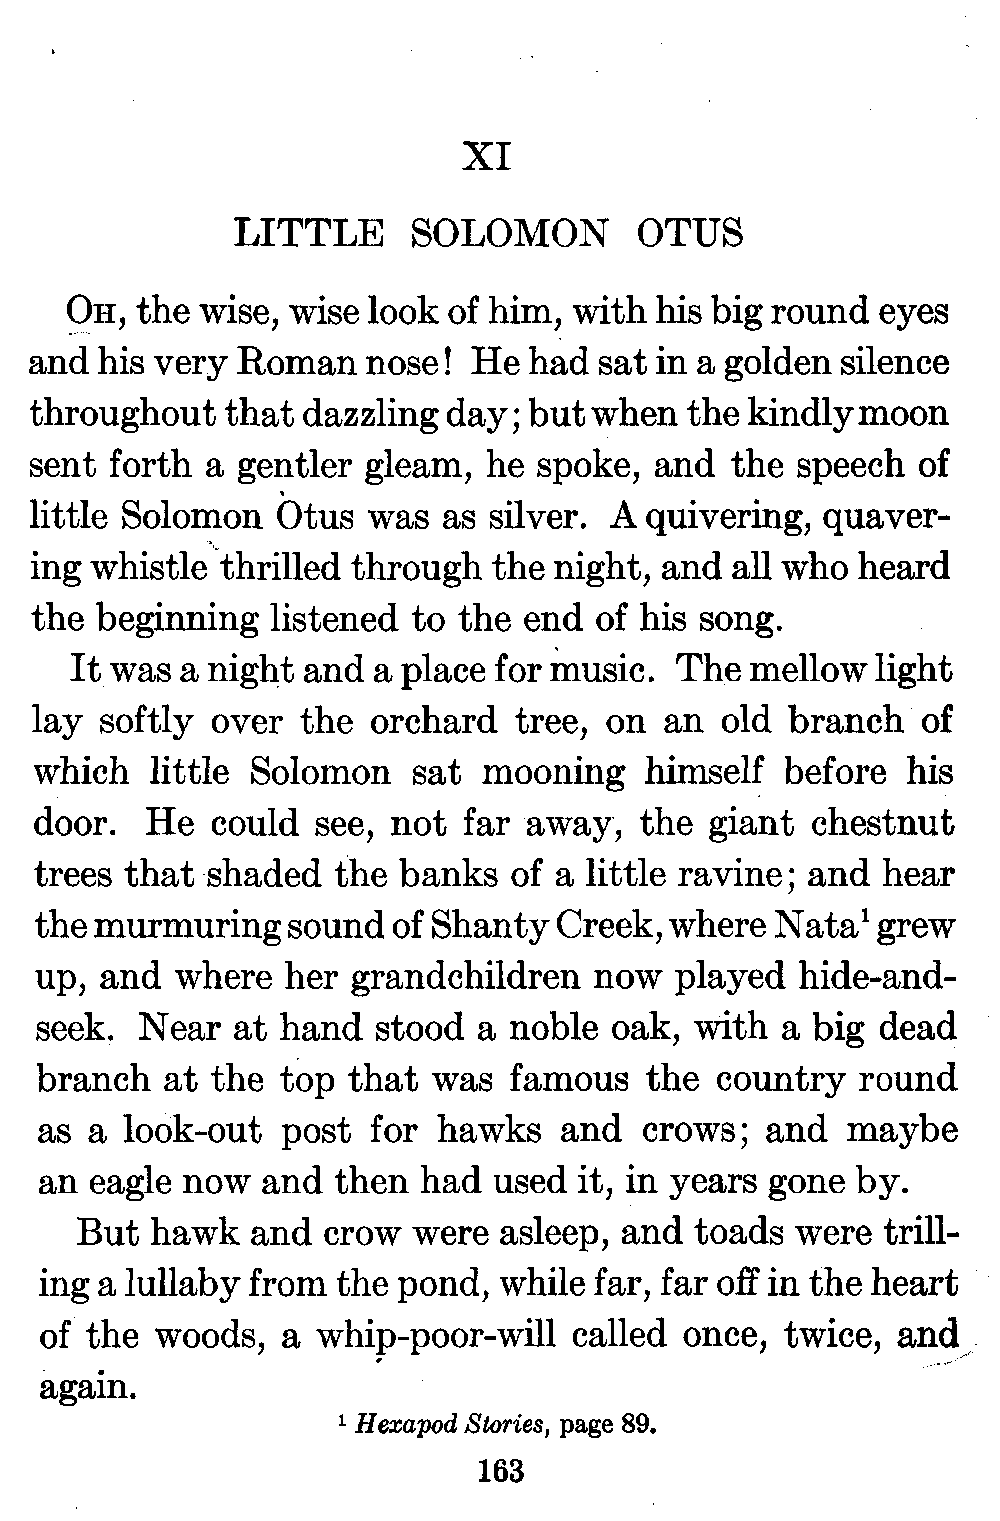 XI
LITTLE SOLOMON OTUS
OH, the wise, wise look of him, with his big round eyes
and his very Roman nose! He had sat in a golden silence
throughout that dazzling day; but when the kindly moon
sent forth a gentler gleam, he spoke, and the speech of
little Solomon Otus was as silver. A quivering, quaver-
ing whistle thrilled through the night, and all who heard
the beginning listened to the end of his song.
It was a night and a place for music. The mellow light
lay softly over the orchard tree, on an old branch of
which little Solomon sat mooning himself before his
door. He could see, not far away, the giant chestnut
trees that shaded the banks of a little ravine; and hear
the murmuring sound of Shanty Creek, where Nata¹ grew
up, and where her grandchildren now played hide-and-
seek. Near at hand stood a noble oak, with a big dead
branch at the top that was famous the country round
as a look-out post for hawks and crows; and maybe
an eagle now and then had used it, in years gone by.
But hawk and crow were asleep, and toads were trill-
ing a lullaby from the pond, while far, far off in the heart
of the woods, a whip-poor-will called once, twice, and
again.
¹ Hexapod Stories, page 89.
163